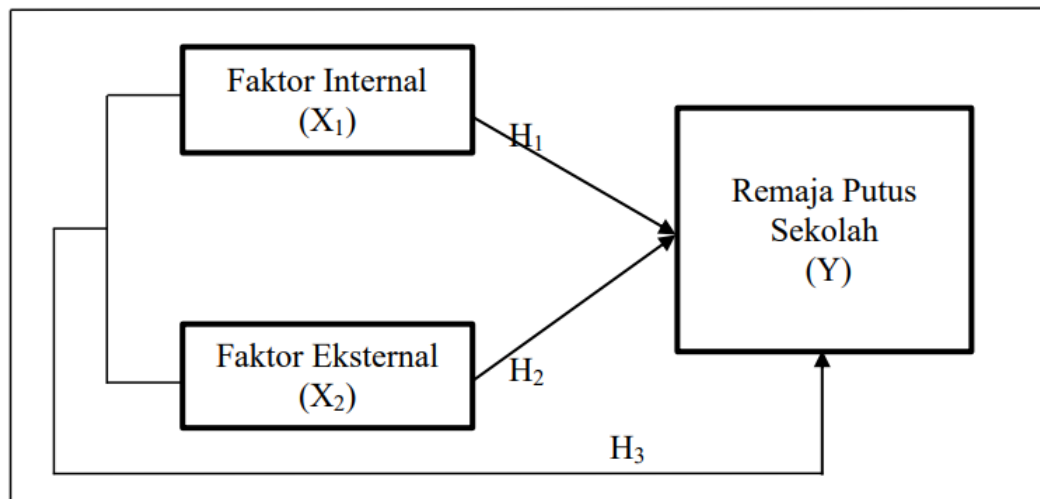 Faktor Internal
(X₁)
H₁
Remaja Putus
Sekolah
(Y)
Faktor Eksternal
(X₂)
H₂
H₃